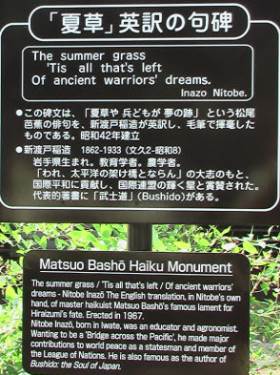 「夏草」英訳の句碑
The summer grass
'Tis all that's left
Of ancient warriors' dreams.
Inazo Nitobe.
●この碑文は、「夏草や 兵どもが 夢の跡」という松尾
芭蕉の俳句を、新渡戸稲造が英訳し、毛筆で揮毫した
ものである。昭和42年建立
●新渡戸稲造 1862-1933（文久2-昭和8）
岩手県生まれ。教育学者。農学者。
「われ、太平洋の架け橋とならん」の大志のもと、
国際平和に貢献し、国際連盟の輝く星と賞賛された。
代表的著書に「武士道」(Bushido)がある。
Matsuo Bashō Haiku Monument
The summer grass / 'Tis all that's left / Of ancient warriors'
dreams - Nitobe Inazō The English translation, in Nitobe's own
hand, of master haikuist Matsuo Bashō's famous lament for
Hiraizumi's fate. Erected in 1967.
Nitobe Inazō, born in Iwate, was an educator and agronomist.
Wanting to be a 'Bridge across the Pacific', he made major
contributions to world peace as a statesman and member of
the League of Nations. He is also famous as the author of
Bushido: the Soul of Japan.